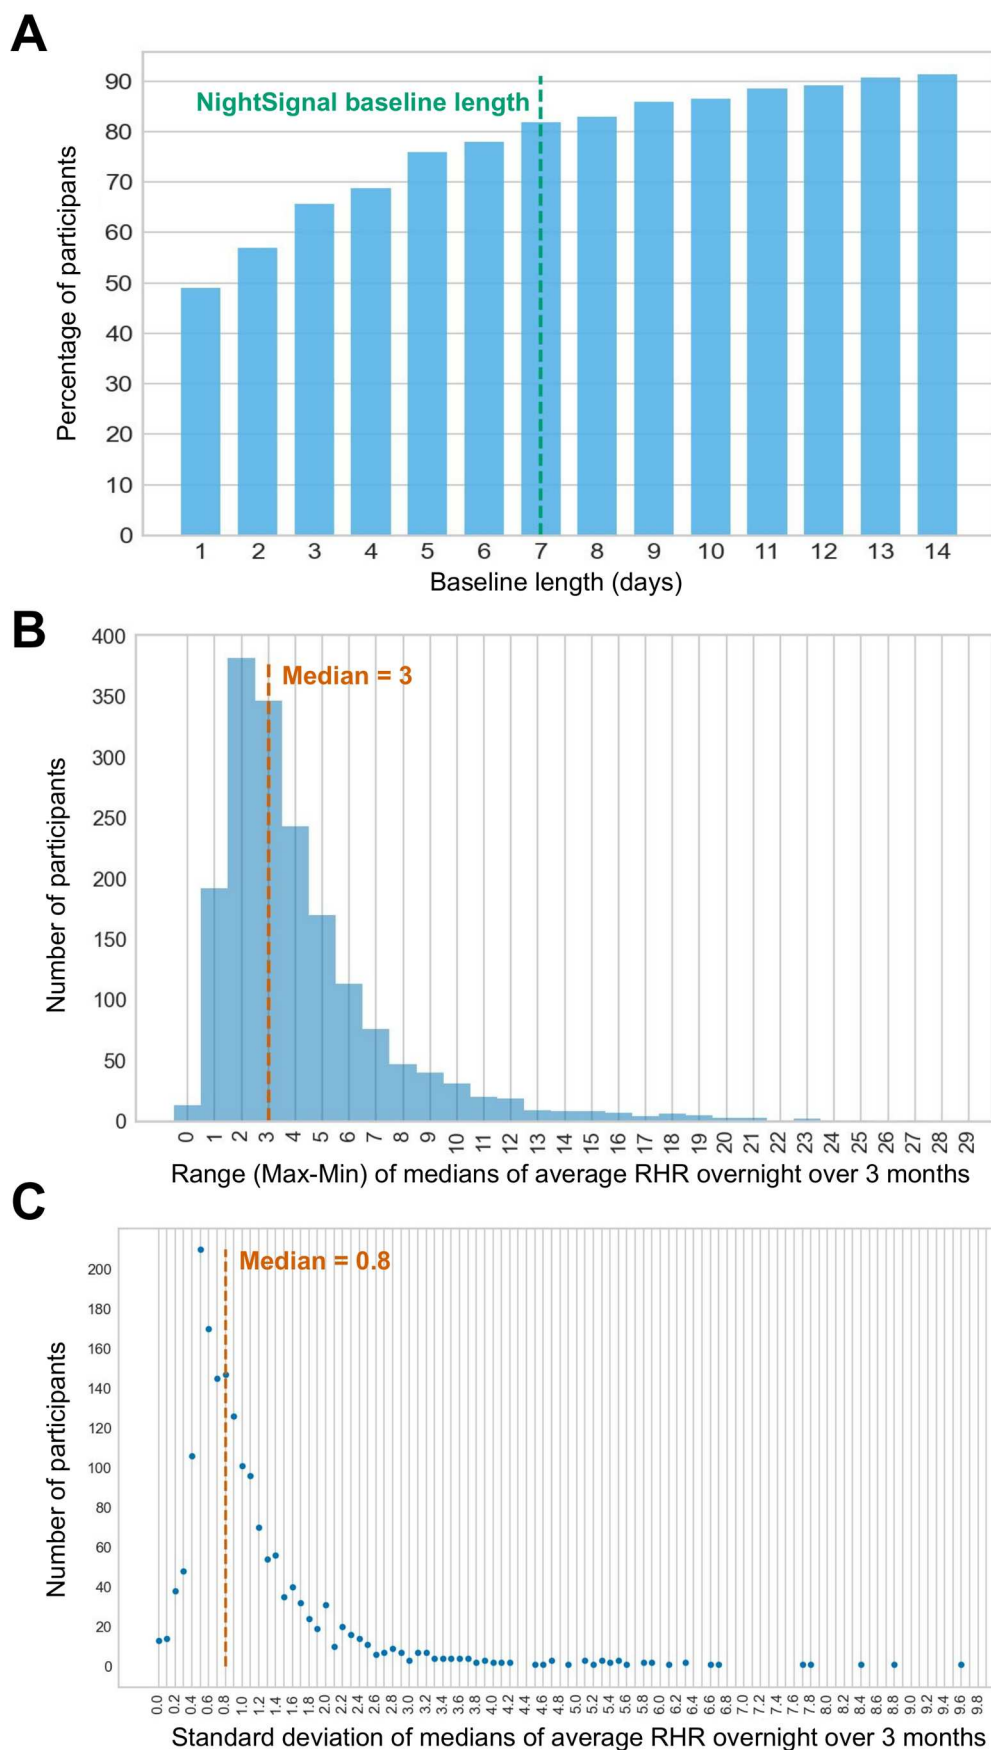 A
NightSignal baseline length
Percentage of participants
90
80
70
60
50
40
30
20
10
0
1 2 3 4 5 6 7 8 9 10 11 12 13 14
Baseline length (days)
B
Median = 3
Number of participants
400
350
300
250
200
150
100
50
0
0 1 2 3 4 5 6 7 8 9 10 11 12 13 14 15 16 17 18 19 20 21 22 23 24 25 26 27 28 29
Range (Max-Min) of medians of average RHR overnight over 3 months
C
Median = 0.8
Number of participants
200
180
160
140
120
100
80
60
40
20
0
0.0 0.2 0.4 0.6 0.8 1.0 1.2 1.4 1.6 1.8 2.0 2.2 2.4 2.6 2.8 3.0 3.2 3.4 3.6 3.8 4.0 4.2 4.4 4.6 4.8 5.0 5.2 5.4 5.6 5.8 6.0 6.2 6.4 6.6 6.8 7.0 7.2 7.4 7.6 7.8 8.0 8.2 8.4 8.6 8.8 9.0 9.2 9.4 9.6 9.8
Standard deviation of medians of average RHR overnight over 3 months